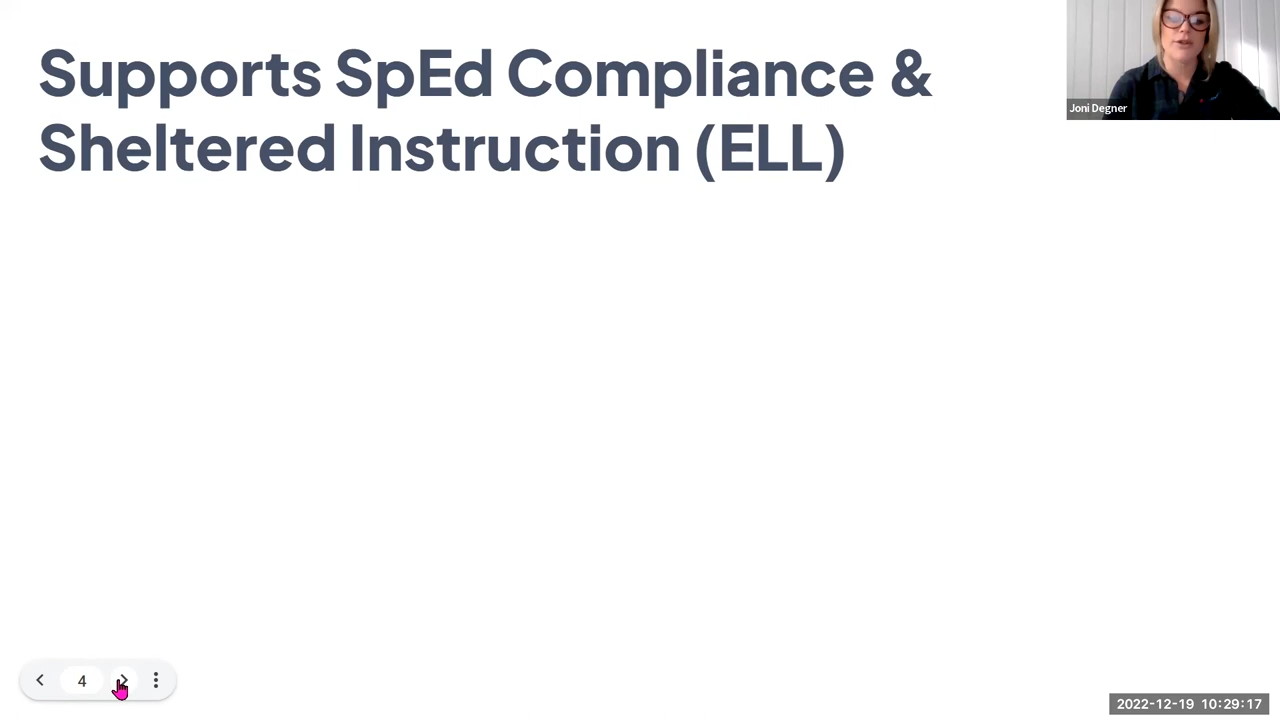 Supports SpEd Compliance &
Sheltered Instruction (ELL)
Joni Degner
4
2022-12-19 10:29:17